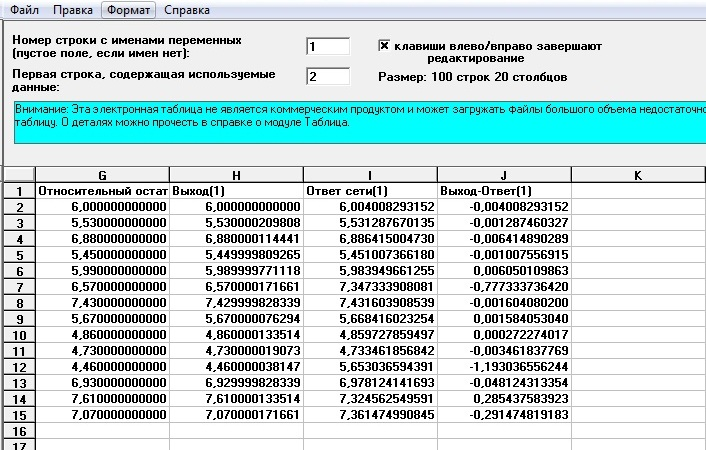 Файл Правка Формат Справка
Номер строки с именами переменных
(пустое поле, если имен нет):
1
клавиши влево/вправо завершают
редактирование
Первая строка, содержащая используемые
данные:
2
Размер: 100 строк 20 столбцов
Внимание: Эта электронная таблица не является коммерческим продуктом и может загружать файлы большого объема недостаточно
таблицу. О деталях можно прочесть в справке о модуле Таблица.
G H I J K
1 Относительный остат Выход(1) Ответ сети(1) Выход-Ответ(1)
2 6,000000000000 6,000000000000 6,004008293152 -0,004008293152
3 5,530000000000 5,530000209808 5,531287670135 -0,001287460327
4 6,880000000000 6,880000114441 6,886415004730 -0,006414890289
5 5,450000000000 5,449999809265 5,451007366180 -0,001007556915
6 5,990000000000 5,989999771118 5,983949661255 0,006050109863
7 6,570000000000 6,570000171661 7,347333908081 -0,777333736420
8 7,430000000000 7,429999828339 7,431603908539 -0,001604080200
9 5,670000000000 5,670000076294 5,668416023254 0,001584053040
10 4,860000000000 4,860000133514 4,859727859497 0,000272274017
11 4,730000000000 4,730000019073 4,733461856842 -0,003461837769
12 4,460000000000 4,460000038147 5,653036594391 -1,193036556244
13 6,930000000000 6,929999828339 6,978124141693 -0,048124313354
14 7,610000000000 7,610000133514 7,324562549591 0,285437583923
15 7,070000000000 7,070000171661 7,361474990845 -0,291474819183
16
17